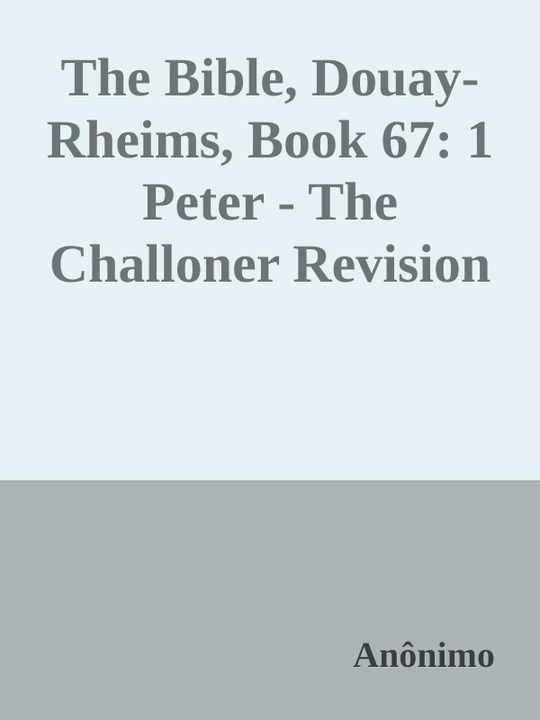 The Bible, Douay-
Rheims, Book 67: 1
Peter - The
Challoner Revision
Anônimo